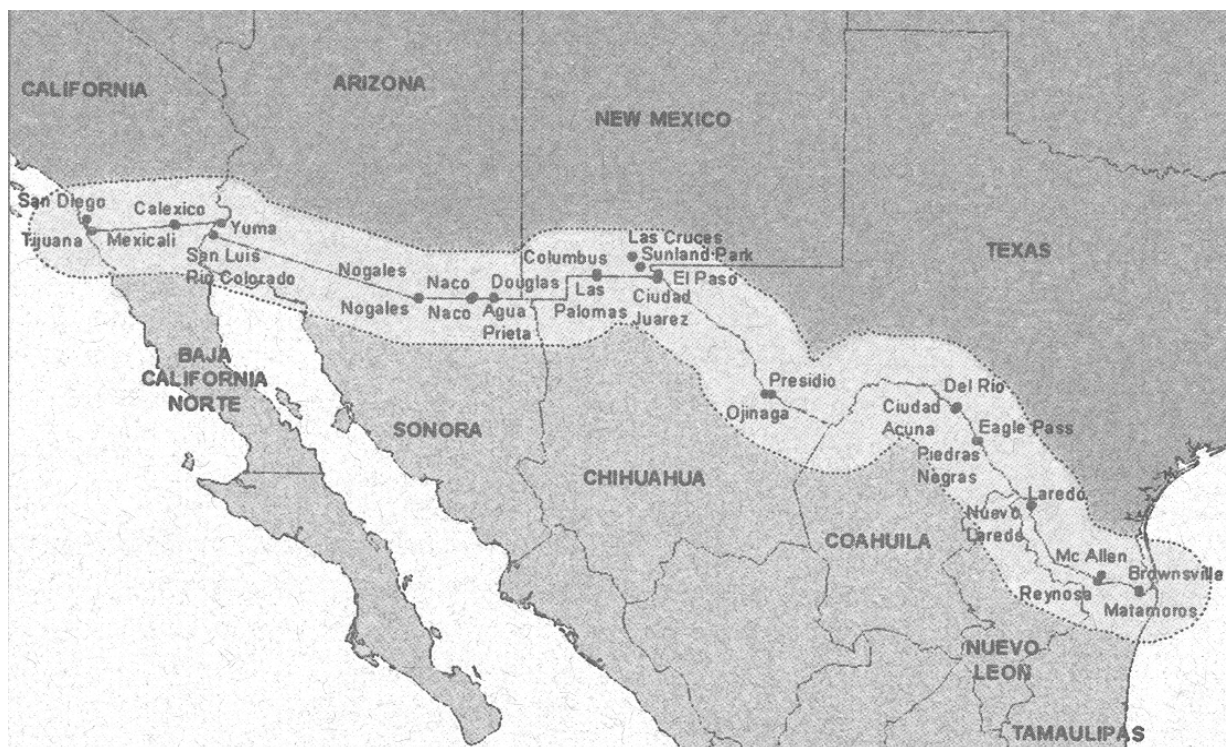 CALIFORNIA
ARIZONA
NEW MEXICO
TEXAS
San Diego
Tijuana
Calexico
Mexicali
Yuma
San Luis
Rio Colorado
Nogales
Nogales
Naco
Naco
Douglas
Agua
Prieta
Columbus
Las
Palomas
Las Cruces
Sunland Park
El Paso
Ciudad
Juarez
Presidio
Ojinaga
Del Rio
Ciudad
Acuna
Eagle Pass
Piedras
Negras
Laredo
Nuevo
Laredo
Mc Allen
Reynosa
Brownsville
Matamoros
BAJA
CALIFORNIA
NORTE
SONORA
CHIHUAHUA
COAHUILA
NUEVO
LEON
TAMAULIPAS